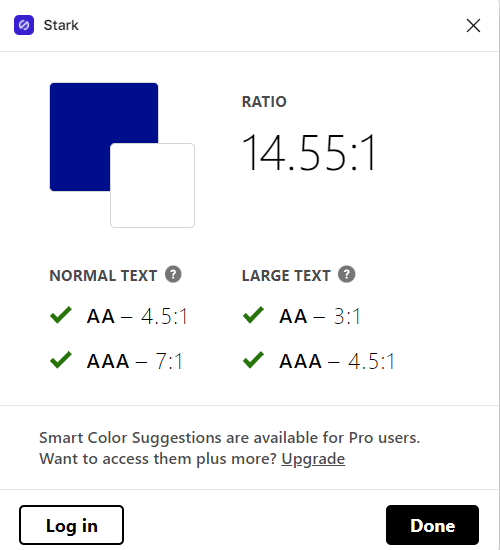 Stark
RATIO
14.55:1
NORMAL TEXT ?
AA – 4.5:1
AAA – 7:1
LARGE TEXT ?
AA – 3:1
AAA – 4.5:1
Smart Color Suggestions are available for Pro users.
Want to access them plus more? Upgrade
Log in
Done